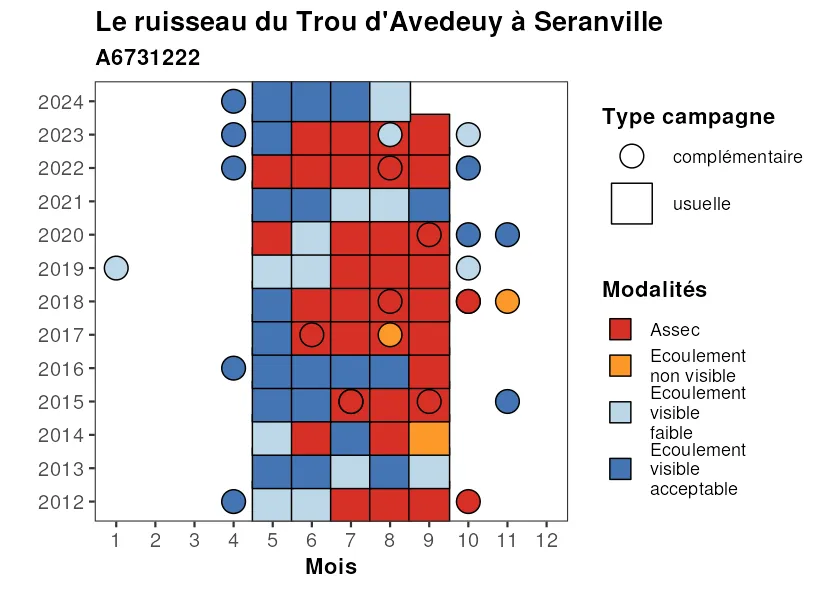 Le ruisseau du Trou d'Avedeuy à Seranville
A6731222
2024
2023
2022
2021
2020
2019
2018
2017
2016
2015
2014
2013
2012
1 2 3 4 5 6 7 8 9 10 11 12
Mois
Type campagne
complémentaire
usuelle
Modalités
Assec
Ecoulement
non visible
Ecoulement
visible
faible
Ecoulement
visible
acceptable